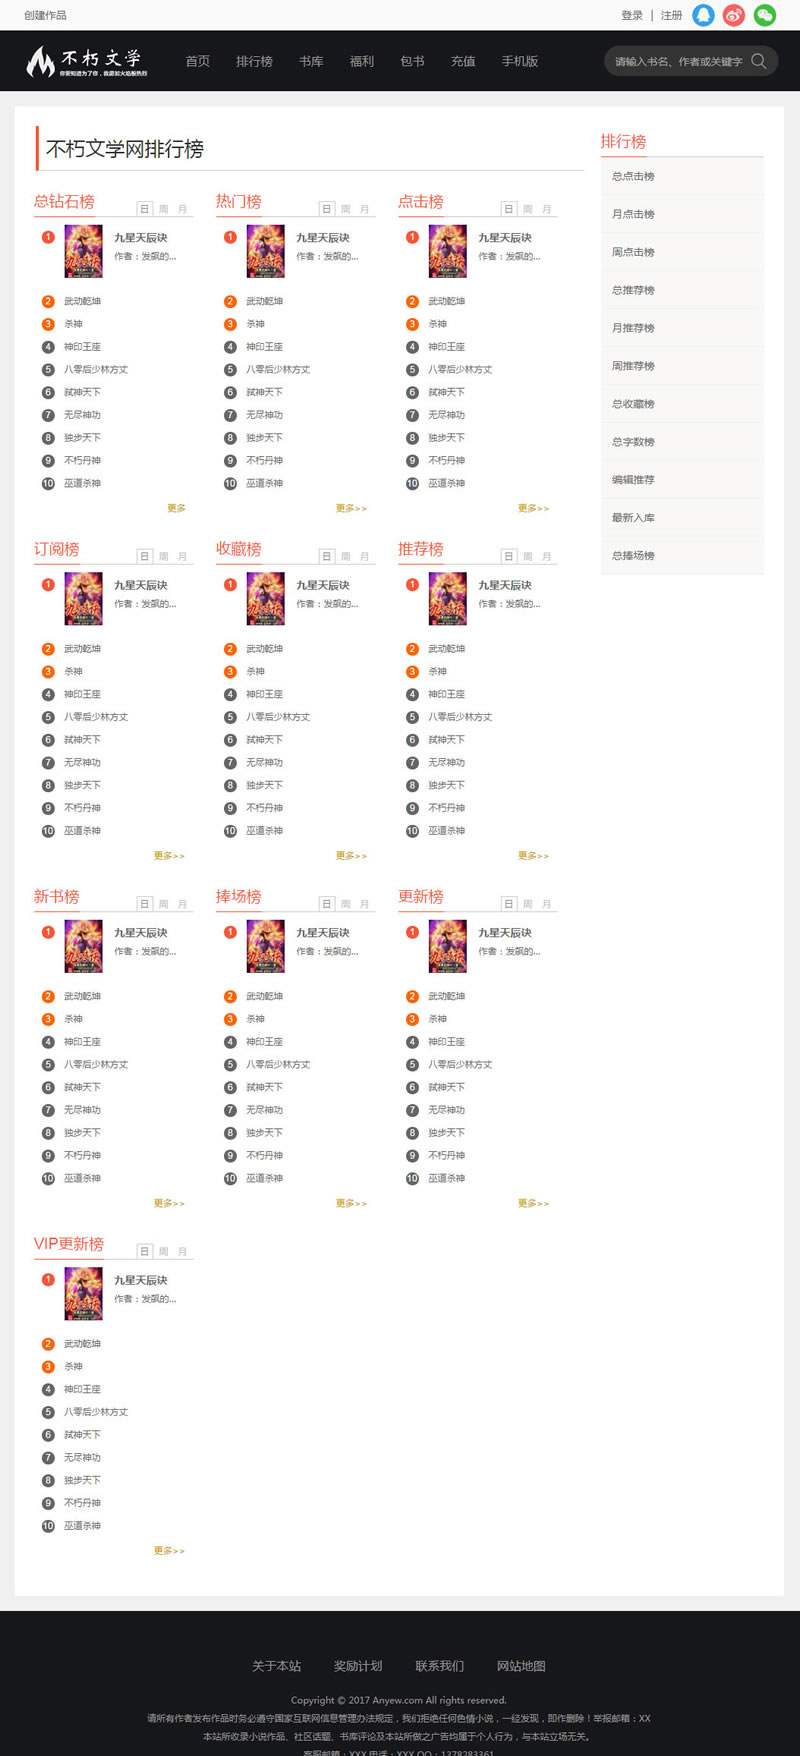 创建作品
登录 | 注册
不朽文学
你要知道为了你，我愿如火焰般热烈
首页 排行榜 书库 福利 包书 充值 手机版
请输入书名、作者或关键字
不朽文学网排行榜
总钻石榜 日 周 月
1 九星天辰诀
作者：发飙的...
2 武动乾坤
3 杀神
4 神印王座
5 八零后少林方丈
6 弑神天下
7 无尽神功
8 独步天下
9 不朽丹神
10 巫道杀神
更多
热门榜 日 周 月
1 九星天辰诀
作者：发飙的...
2 武动乾坤
3 杀神
4 神印王座
5 八零后少林方丈
6 弑神天下
7 无尽神功
8 独步天下
9 不朽丹神
10 巫道杀神
更多>>
点击榜 日 周 月
1 九星天辰诀
作者：发飙的...
2 武动乾坤
3 杀神
4 神印王座
5 八零后少林方丈
6 弑神天下
7 无尽神功
8 独步天下
9 不朽丹神
10 巫道杀神
更多>>
订阅榜 日 周 月
1 九星天辰诀
作者：发飙的...
2 武动乾坤
3 杀神
4 神印王座
5 八零后少林方丈
6 弑神天下
7 无尽神功
8 独步天下
9 不朽丹神
10 巫道杀神
更多>>
收藏榜 日 周 月
1 九星天辰诀
作者：发飙的...
2 武动乾坤
3 杀神
4 神印王座
5 八零后少林方丈
6 弑神天下
7 无尽神功
8 独步天下
9 不朽丹神
10 巫道杀神
更多>>
推荐榜 日 周 月
1 九星天辰诀
作者：发飙的...
2 武动乾坤
3 杀神
4 神印王座
5 八零后少林方丈
6 弑神天下
7 无尽神功
8 独步天下
9 不朽丹神
10 巫道杀神
更多>>
新书榜 日 周 月
1 九星天辰诀
作者：发飙的...
2 武动乾坤
3 杀神
4 神印王座
5 八零后少林方丈
6 弑神天下
7 无尽神功
8 独步天下
9 不朽丹神
10 巫道杀神
更多>>
捧场榜 日 周 月
1 九星天辰诀
作者：发飙的...
2 武动乾坤
3 杀神
4 神印王座
5 八零后少林方丈
6 弑神天下
7 无尽神功
8 独步天下
9 不朽丹神
10 巫道杀神
更多>>
更新榜 日 周 月
1 九星天辰诀
作者：发飙的...
2 武动乾坤
3 杀神
4 神印王座
5 八零后少林方丈
6 弑神天下
7 无尽神功
8 独步天下
9 不朽丹神
10 巫道杀神
更多>>
VIP更新榜 日 周 月
1 九星天辰诀
作者：发飙的...
2 武动乾坤
3 杀神
4 神印王座
5 八零后少林方丈
6 弑神天下
7 无尽神功
8 独步天下
9 不朽丹神
10 巫道杀神
更多>>
排行榜
总点击榜
月点击榜
周点击榜
总推荐榜
月推荐榜
周推荐榜
总收藏榜
总字数榜
编辑推荐
最新入库
总捧场榜
关于本站 奖励计划 联系我们 网站地图
Copyright © 2017 Anyew.com All rights reserved.
请所有作者发布作品时务必遵守国家互联网信息管理办法规定，我们拒绝任何色情小说，一经发现，即作删除！举报邮箱：XX
本站所收录小说作品、社区话题、书库评论及本站所做之广告均属于个人行为，与本站立场无关。
客服邮箱：XXX 电话：XXX QQ：1378283361